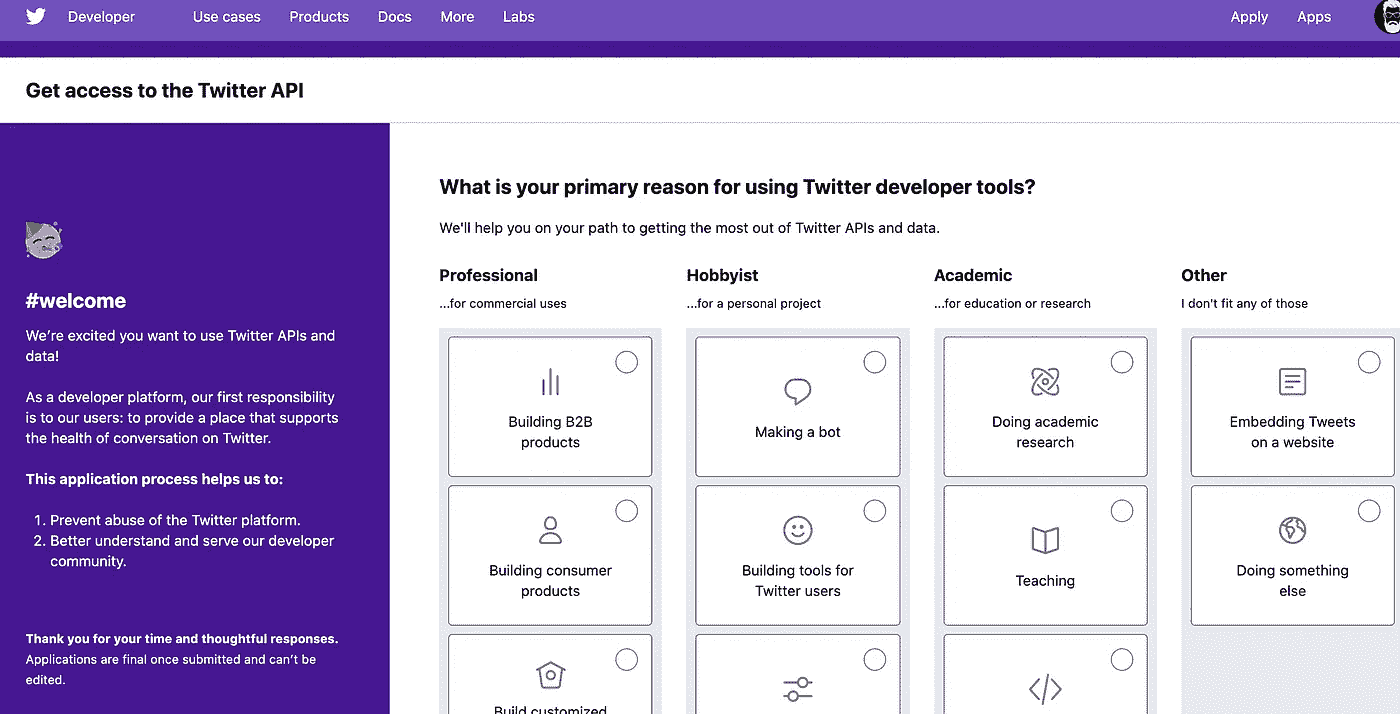 Developer
Use cases
Products
Docs
More
Labs
Apply
Apps
Get access to the Twitter API
#welcome
We're excited you want to use Twitter APIs and
data!
As a developer platform, our first responsibility
is to our users: to provide a place that supports
the health of conversation on Twitter.
This application process helps us to:
1. Prevent abuse of the Twitter platform.
2. Better understand and serve our developer
community.
Thank you for your time and thoughtful responses.
Applications are final once submitted and can't be
edited.
What is your primary reason for using Twitter developer tools?
We'll help you on your path to getting the most out of Twitter APIs and data.
Professional
...for commercial uses
Building B2B
products
Building consumer
products
Build customized
Hobbyist
...for a personal project
Making a bot
Building tools for
Twitter users
Academic
...for education or research
Doing academic
research
Teaching
Other
I don't fit any of those
Embedding Tweets
on a website
Doing something
else